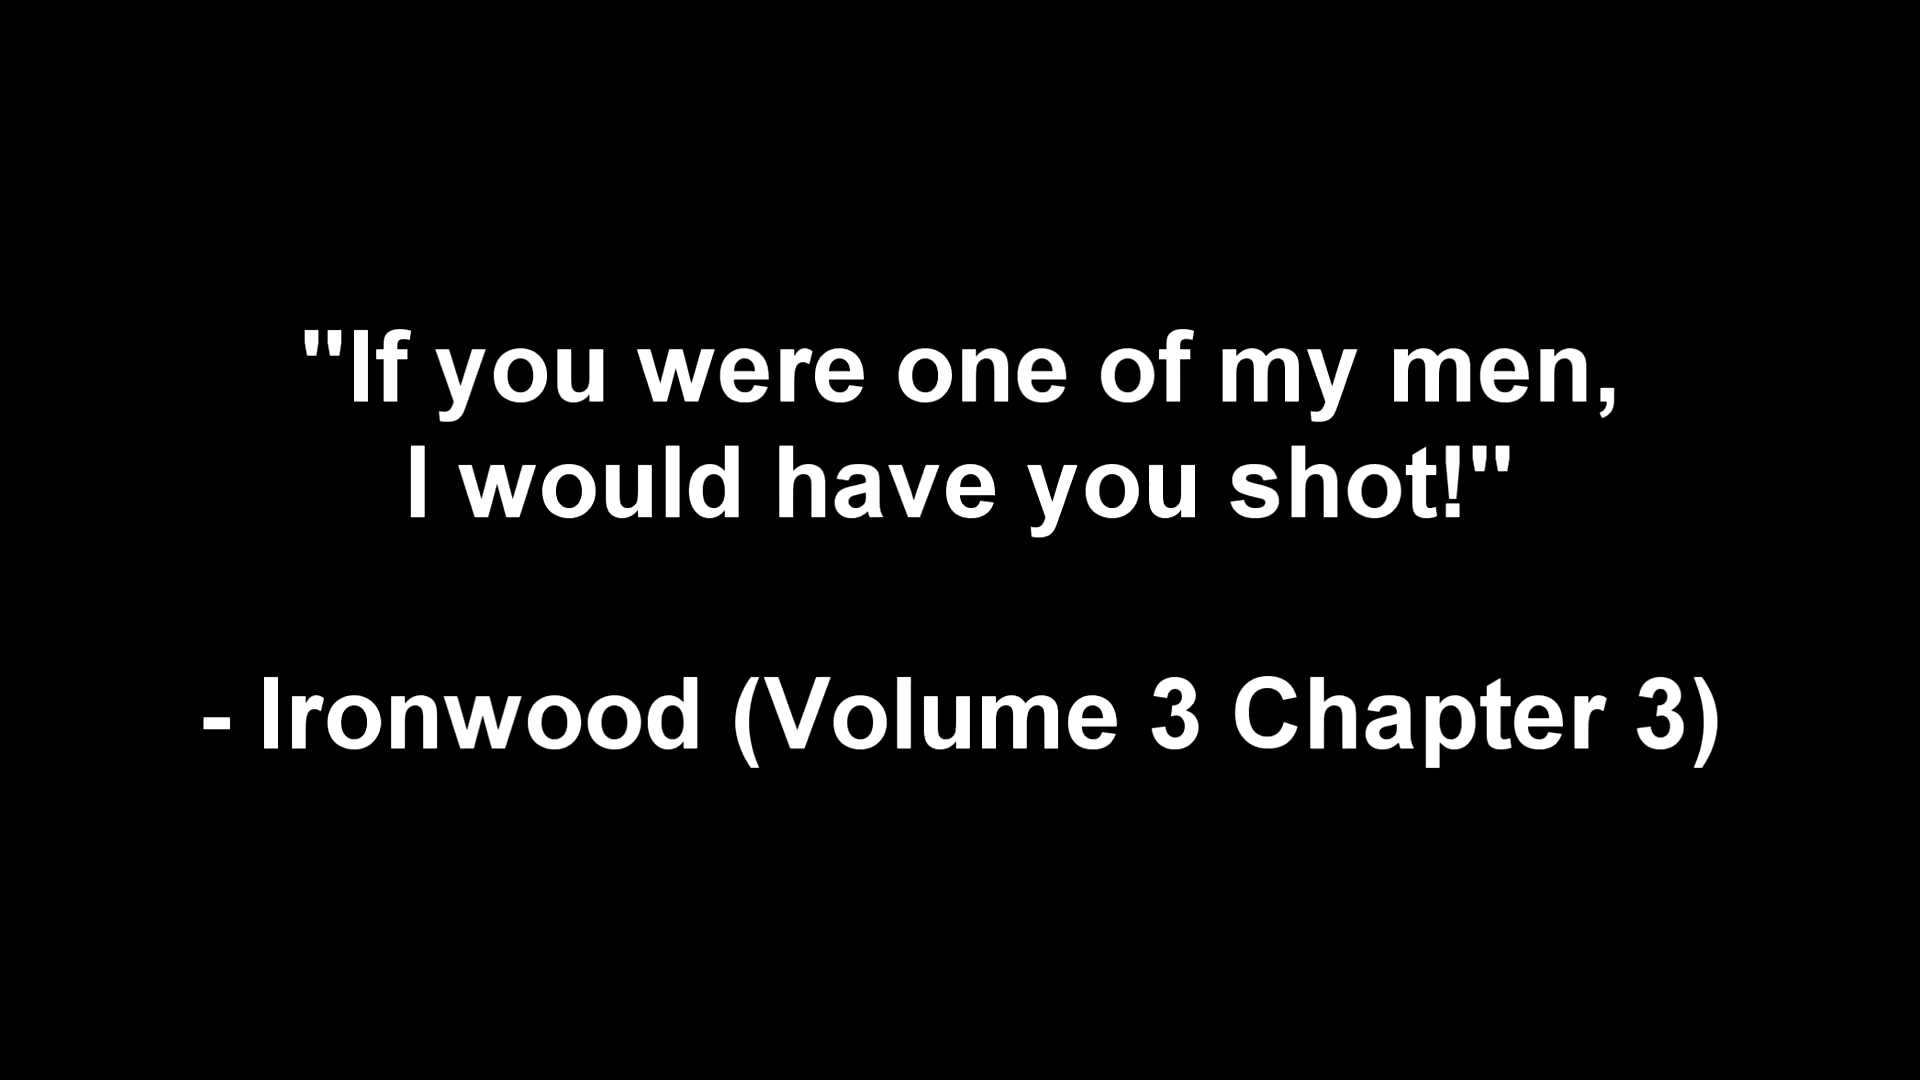 "If you were one of my men,
I would have you shot!"
- Ironwood (Volume 3 Chapter 3)